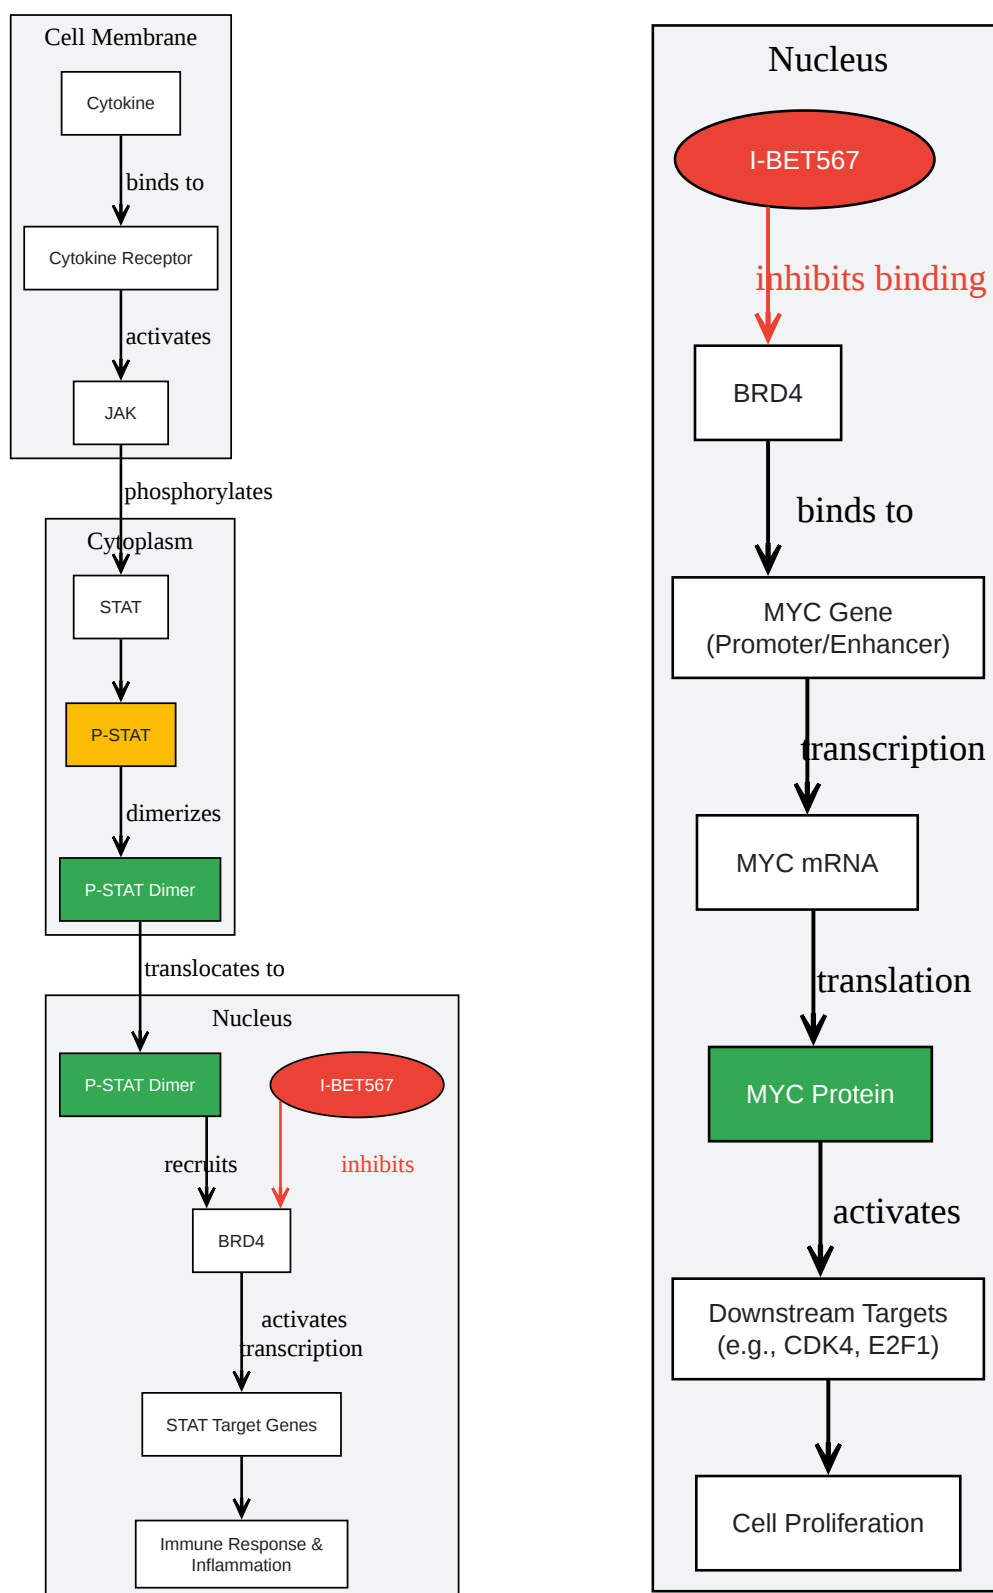 Cell Membrane
Cytokine
binds to
Cytokine Receptor
activates
JAK
phosphorylates
Cytoplasm
STAT
P-STAT
dimerizes
P-STAT Dimer
translocates to
Nucleus
P-STAT Dimer
I-BET567
recruits
inhibits
BRD4
activates
transcription
STAT Target Genes
Immune Response &
Inflammation
Nucleus
I-BET567
inhibits binding
BRD4
binds to
MYC Gene
(Promoter/Enhancer)
transcription
MYC mRNA
translation
MYC Protein
activates
Downstream Targets
(e.g., CDK4, E2F1)
Cell Proliferation